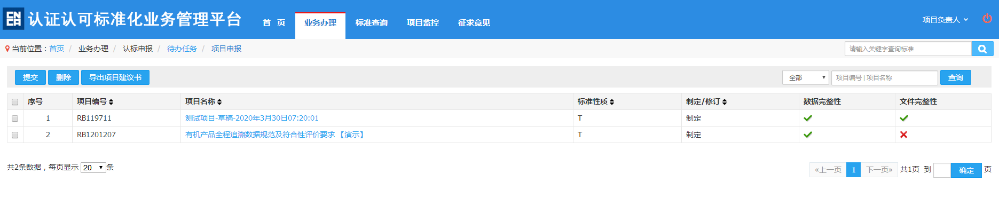 CNCA 认证认可标准化业务管理平台
首 页 业务办理 标准查询 项目监控 征求意见
项目负责人
当前位置：首页 / 业务办理 / 认标申报 / 待办任务 / 项目申报
请输入关键字查询标准
提交 删除 导出项目建议书
全部 项目编号 | 项目名称 查询
序号 项目编号 项目名称 标准性质 制定/修订 数据完整性 文件完整性
1 RB119711 测试项目-草稿-2020年3月30日07:20:01 T 制定
2 RB1201207 有机产品全程追溯数据规范及符合性评价要求 【演示】 T 制定
共2条数据，每页显示 20 条
«上一页 1 下一页» 共1页 到 确定 页